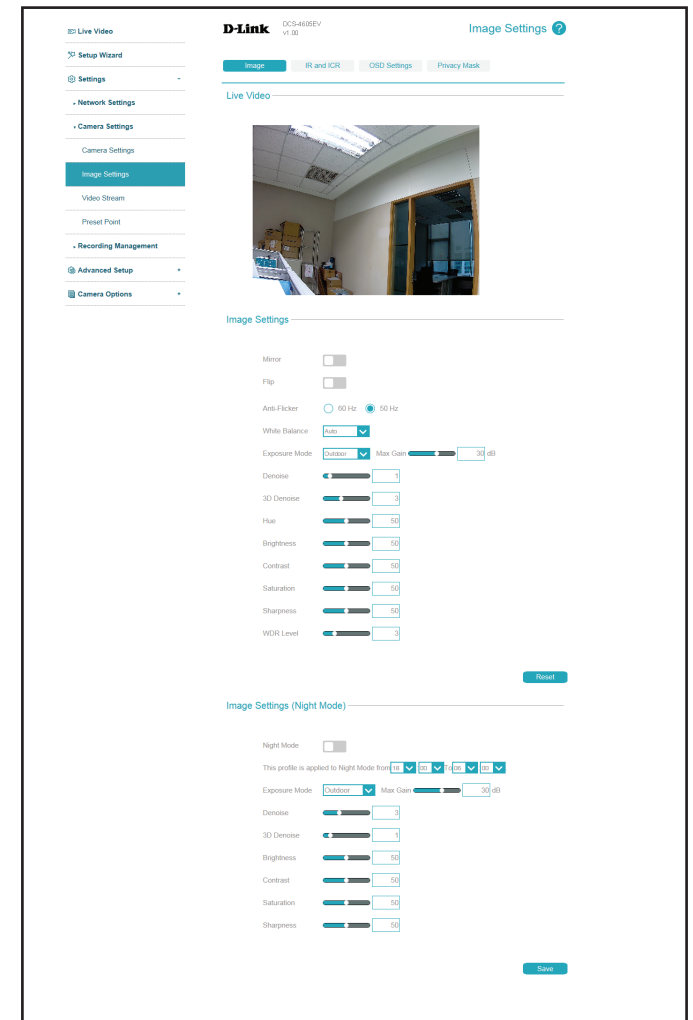 Live Video
Setup Wizard
Settings -
Network Settings
Camera Settings
Camera Settings
Image Settings
Video Stream
Preset Point
Recording Management
Advanced Setup +
Camera Options +
D-Link
DCS-4605EV
v1.00
Image Settings ?
Image IR and ICR OSD Settings Privacy Mask
Live Video
Image Settings
Mirror
Flip
Anti-Flicker 60 Hz 50 Hz
White Balance Auto
Exposure Mode Outdoor Max Gain 30 dB
Denoise 1
3D Denoise 3
Hue 50
Brightness 50
Contrast 50
Saturation 50
Sharpness 50
WDR Level 3
Reset
Image Settings (Night Mode)
Night Mode
This profile is applied to Night Mode from 18 : 00 To 06 : 00
Exposure Mode Outdoor Max Gain 30 dB
Denoise 3
3D Denoise 1
Brightness 50
Contrast 50
Saturation 50
Sharpness 50
Save